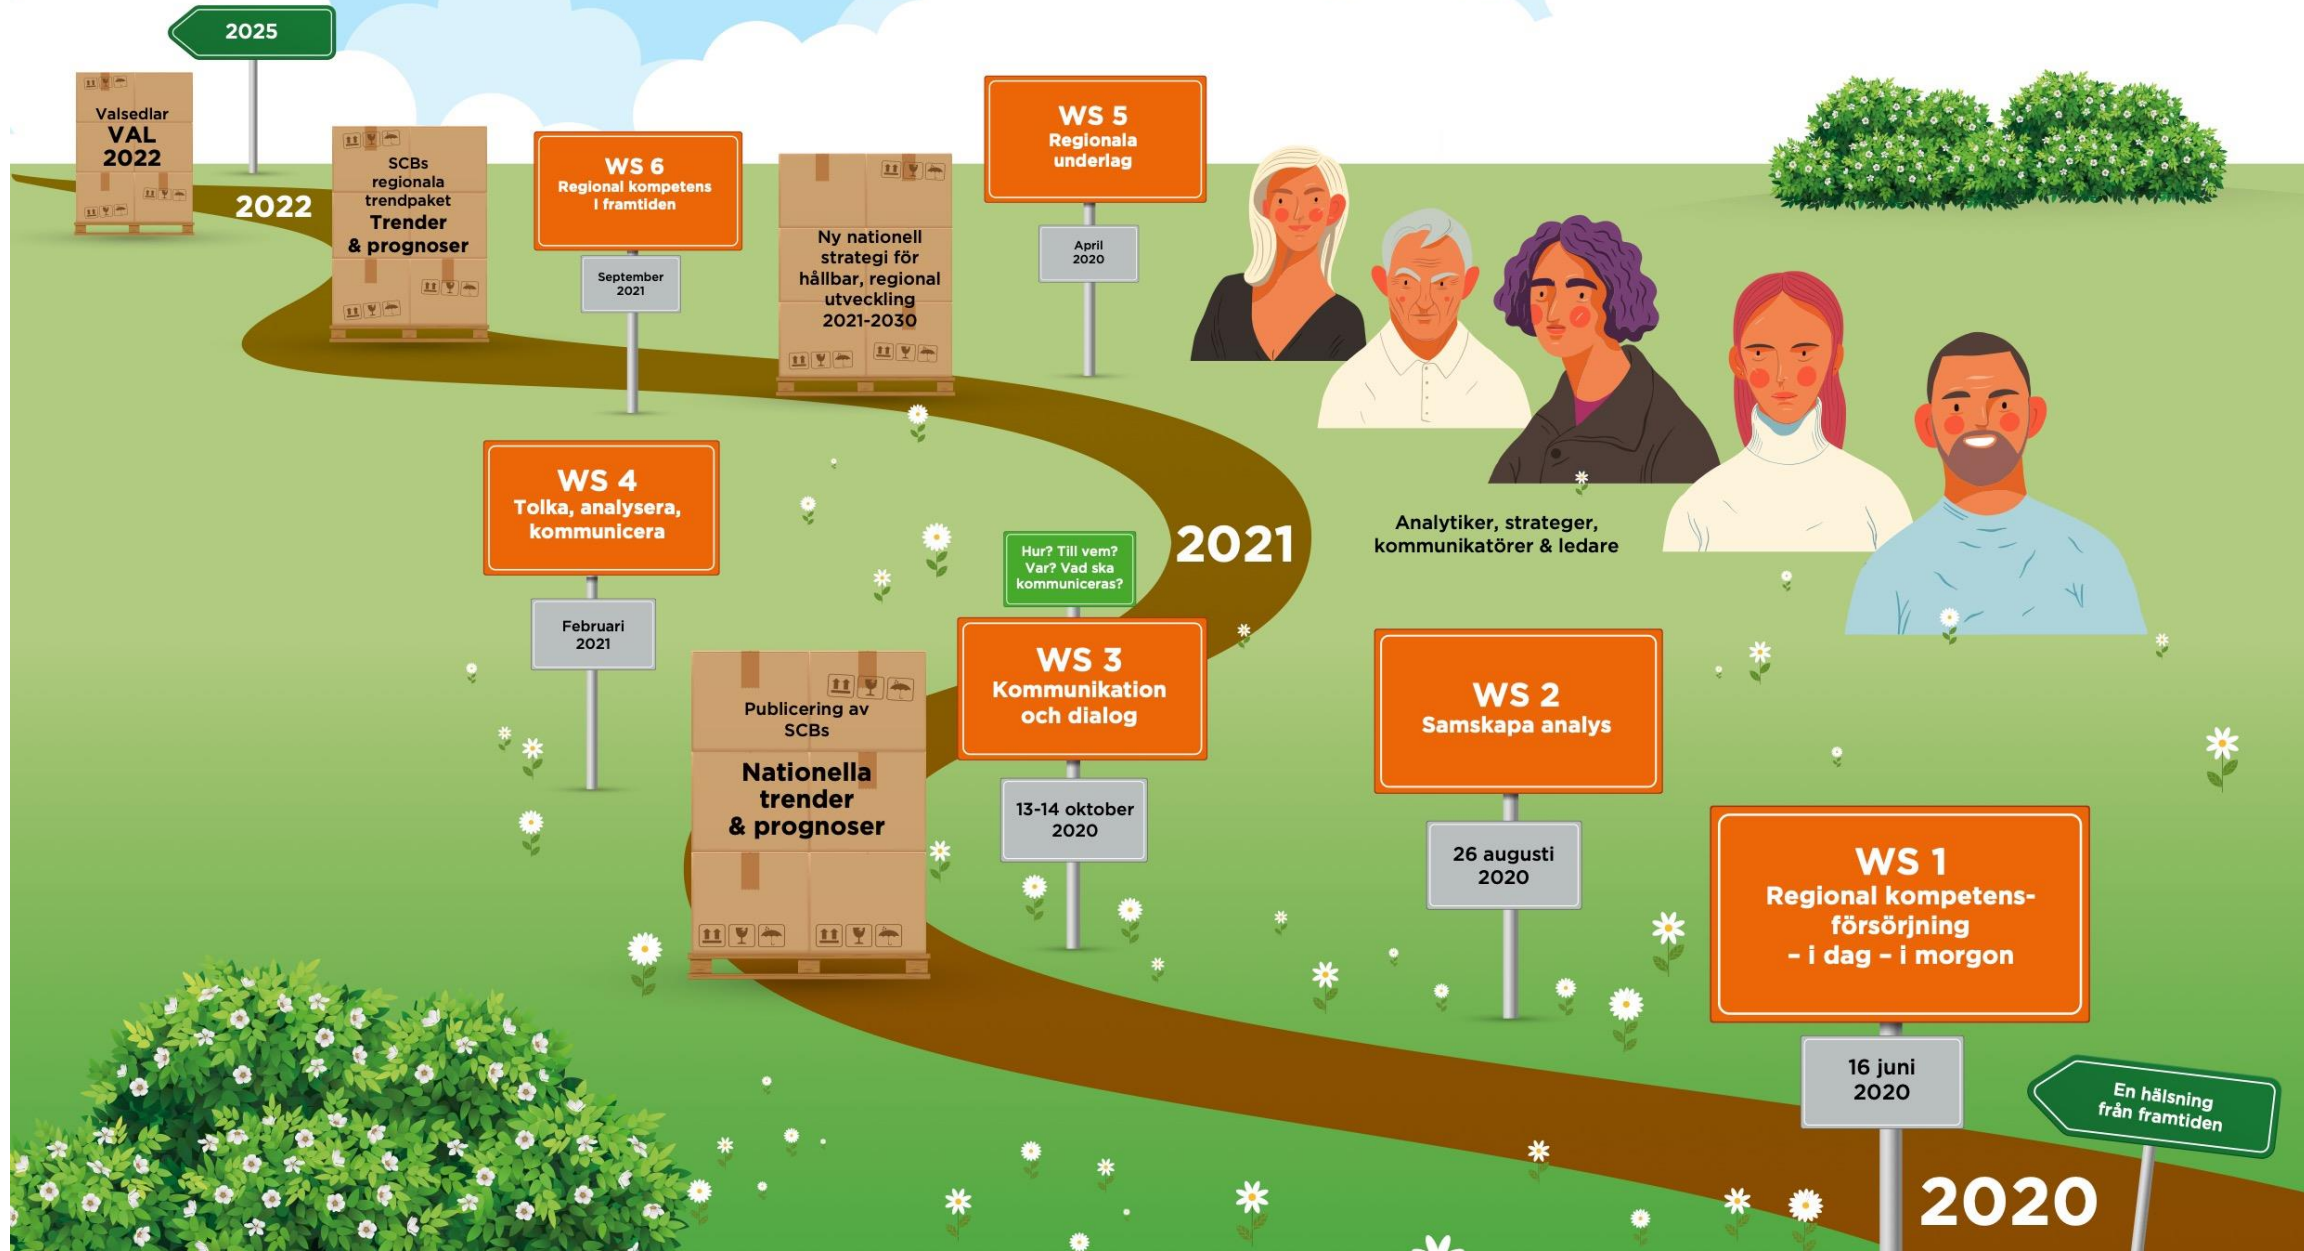 2025
Valsedlar
VAL
2022
2022
SCBs
regionala
trendpaket
Trender
& prognoser
WS 6
Regional kompetens
I framtiden
September
2021
Ny nationell
strategi för
hållbar, regional
utveckling
2021-2030
WS 5
Regionala
underlag
April
2020
WS 4
Tolka, analysera,
kommunicera
Februari
2021
Hur? Till vem?
Var? Vad ska
kommuniceras?
2021
Analytiker, strateger,
kommunikatörer & ledare
Publicering av
SCBs
Nationella
trender
& prognoser
WS 3
Kommunikation
och dialog
13-14 oktober
2020
WS 2
Samskapa analys
26 augusti
2020
WS 1
Regional kompetens-
försörjning
– i dag – i morgon
16 juni
2020
En hälsning
från framtiden
2020